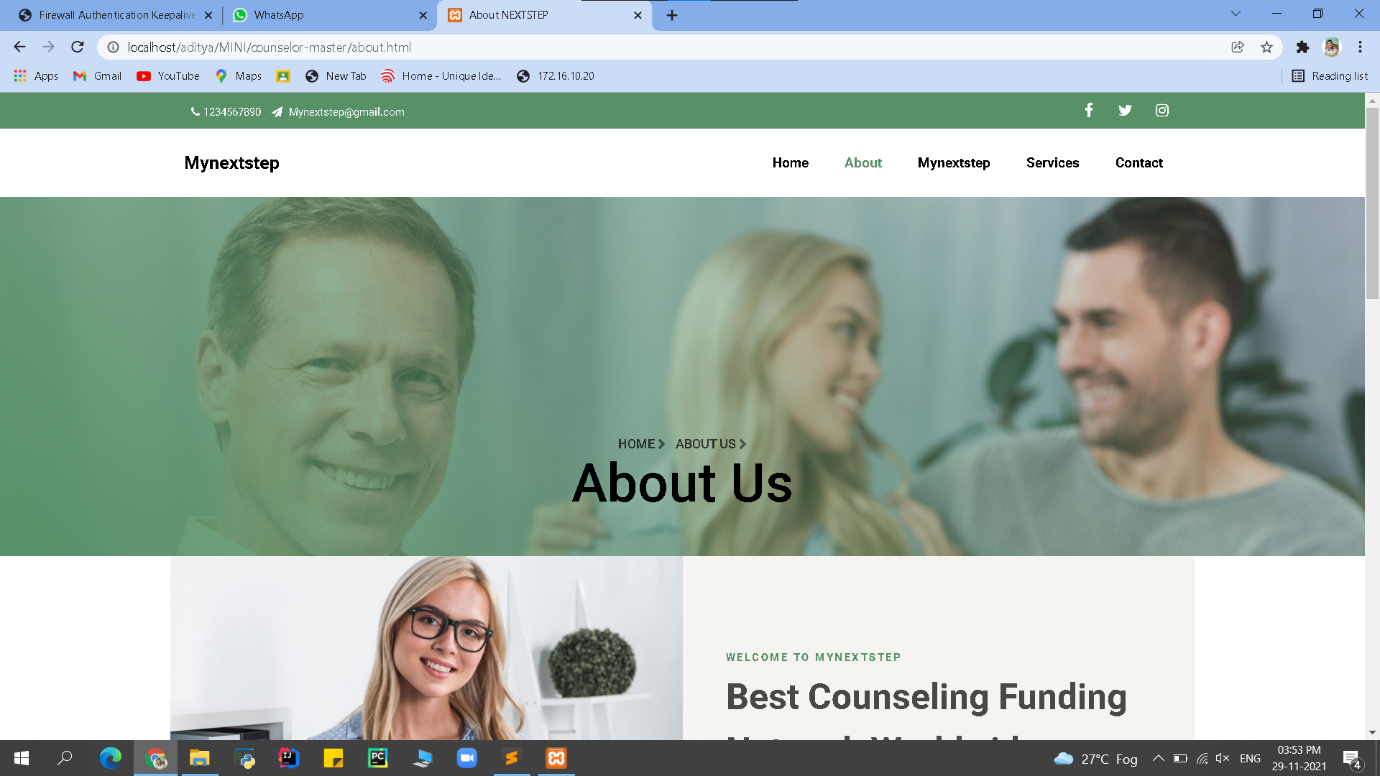 Firewall Authentication Keepalive
WhatsApp
About NEXTSTEP
localhost/aditya/MINI/counselor-master/about.html
Apps
Gmail
YouTube
Maps
New Tab
Home - Unique Ide...
172.16.10.20
Reading list
1234567890
Mynextstep@gmail.com
Mynextstep
Home
About
Mynextstep
Services
Contact
HOME
ABOUT US
About Us
WELCOME TO MYNEXTSTEP
Best Counseling Funding
27°C Fog
ENG
03:53 PM
29-11-2021
4